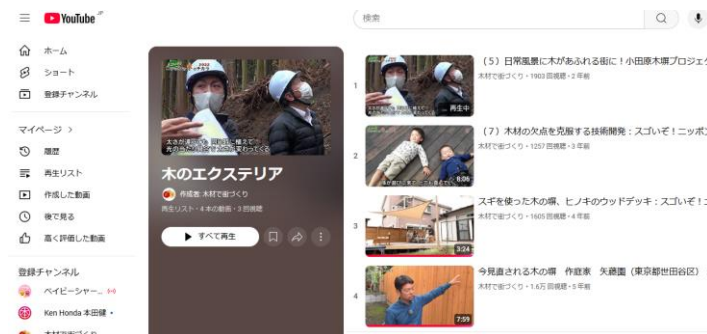 YouTube JP
検索
ホーム
ショート
登録チャンネル
マイページ
履歴
再生リスト
作成した動画
後で見る
高く評価した動画
登録チャンネル
ベイビーシャー...
Ken Honda 本田健
木のエクステリア
作成者: 木材で街づくり
再生リスト・4 本の動画・3 回視聴
すべて再生
1
再生中
（5）日常風景に木があふれる街に！小田原木塀プロジェク
木材で街づくり・1903 回視聴・2 年前
2
6:06
（7）木材の欠点を克服する技術開発：スゴいぞ！ニッポン
木材で街づくり・1257 回視聴・3 年前
3
3:24
スギを使った木の塀、ヒノキのウッドデッキ：スゴいぞ！ニ
木材で街づくり・1605 回視聴・4 年前
4
7:59
今見直される木の塀　作庭家　矢藤園（東京都世田谷区）
木材で街づくり・1.6万 回視聴・5 年前